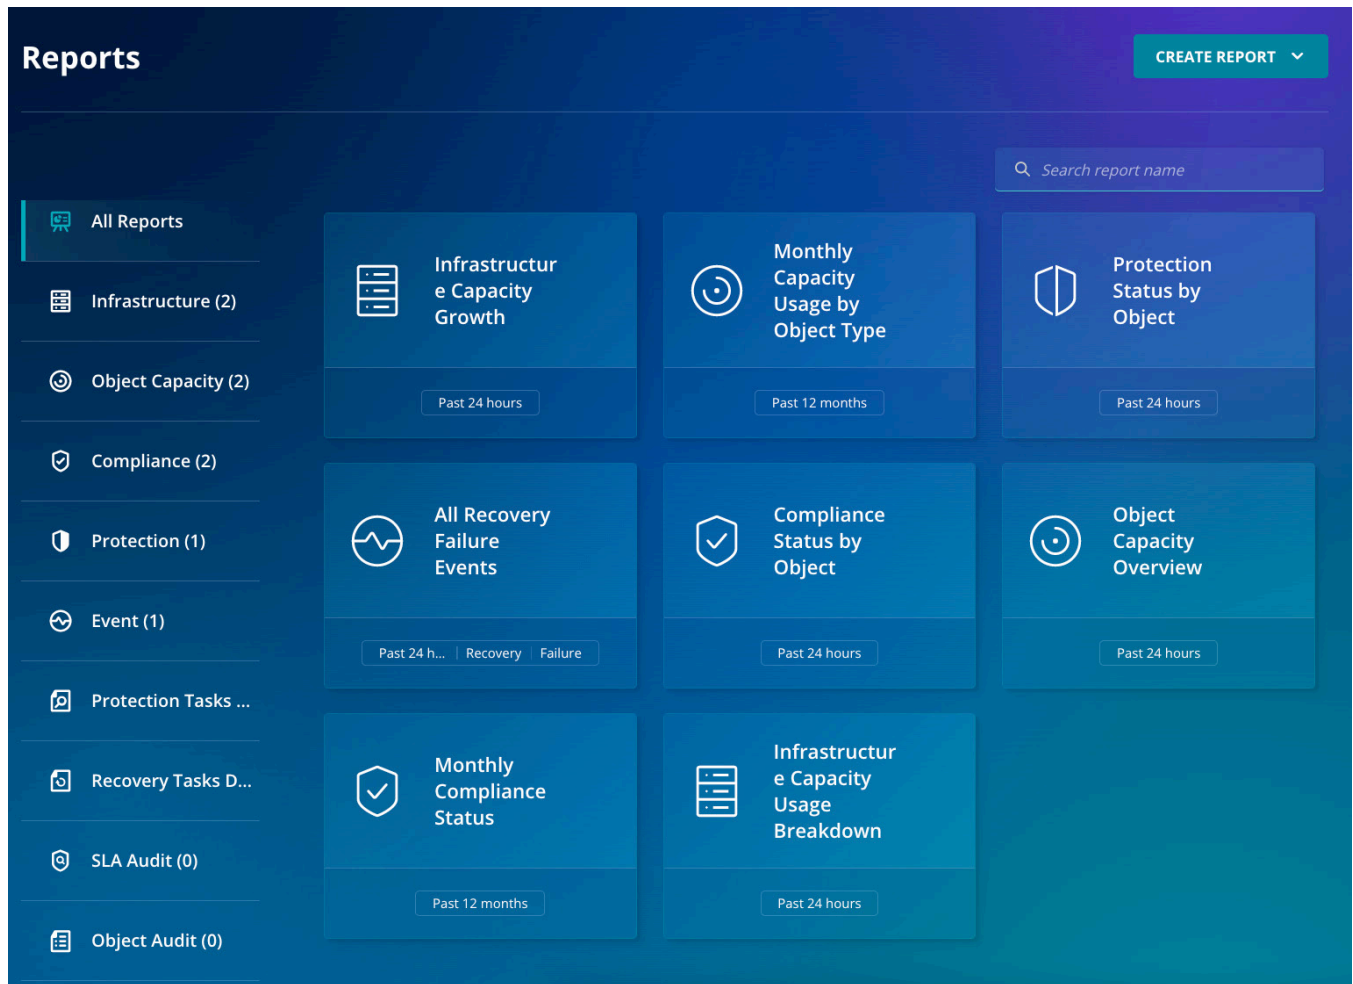 Reports
CREATE REPORT
Search report name
All Reports
Infrastructure (2)
Object Capacity (2)
Compliance (2)
Protection (1)
Event (1)
Protection Tasks ...
Recovery Tasks D...
SLA Audit (0)
Object Audit (0)
Infrastructur
e Capacity
Growth
Past 24 hours
Monthly
Capacity
Usage by
Object Type
Past 12 months
Protection
Status by
Object
Past 24 hours
All Recovery
Failure
Events
Past 24 h... | Recovery | Failure
Compliance
Status by
Object
Past 24 hours
Object
Capacity
Overview
Past 24 hours
Monthly
Compliance
Status
Past 12 months
Infrastructur
e Capacity
Usage
Breakdown
Past 24 hours